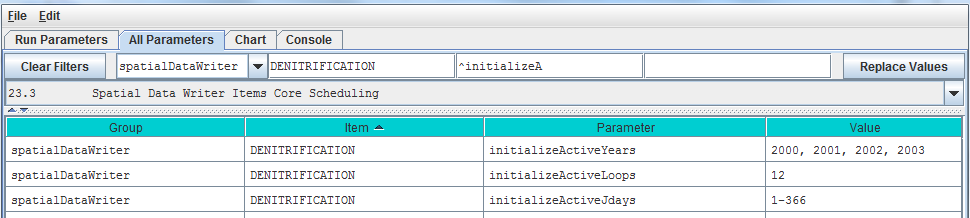 File Edit
Run Parameters All Parameters Chart Console
Clear Filters spatialDataWriter DENITRIFICATION ^initializeA Replace Values
23.3 Spatial Data Writer Items Core Scheduling
Group Item Parameter Value
spatialDataWriter DENITRIFICATION initializeActiveYears 2000, 2001, 2002, 2003
spatialDataWriter DENITRIFICATION initializeActiveLoops 12
spatialDataWriter DENITRIFICATION initializeActiveJdays 1-366